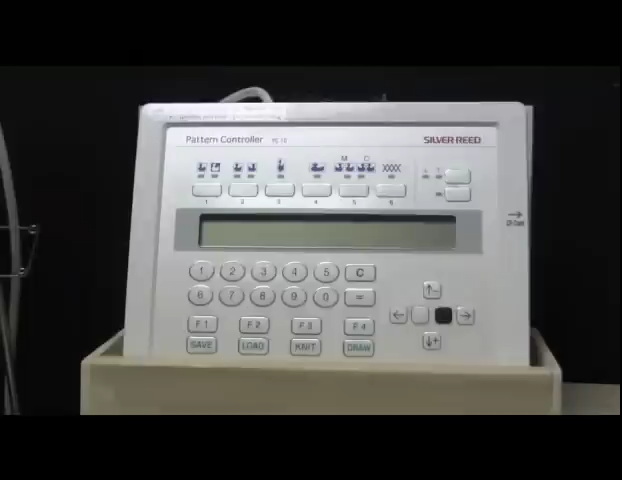 Pattern Controller
SILVER REED
M C
1 2 3 4 5 6
1 2 3 4 5 C
6 7 8 9 0 =
F1 F2 F3 F4
SAVE LOAD KNIT DRAW